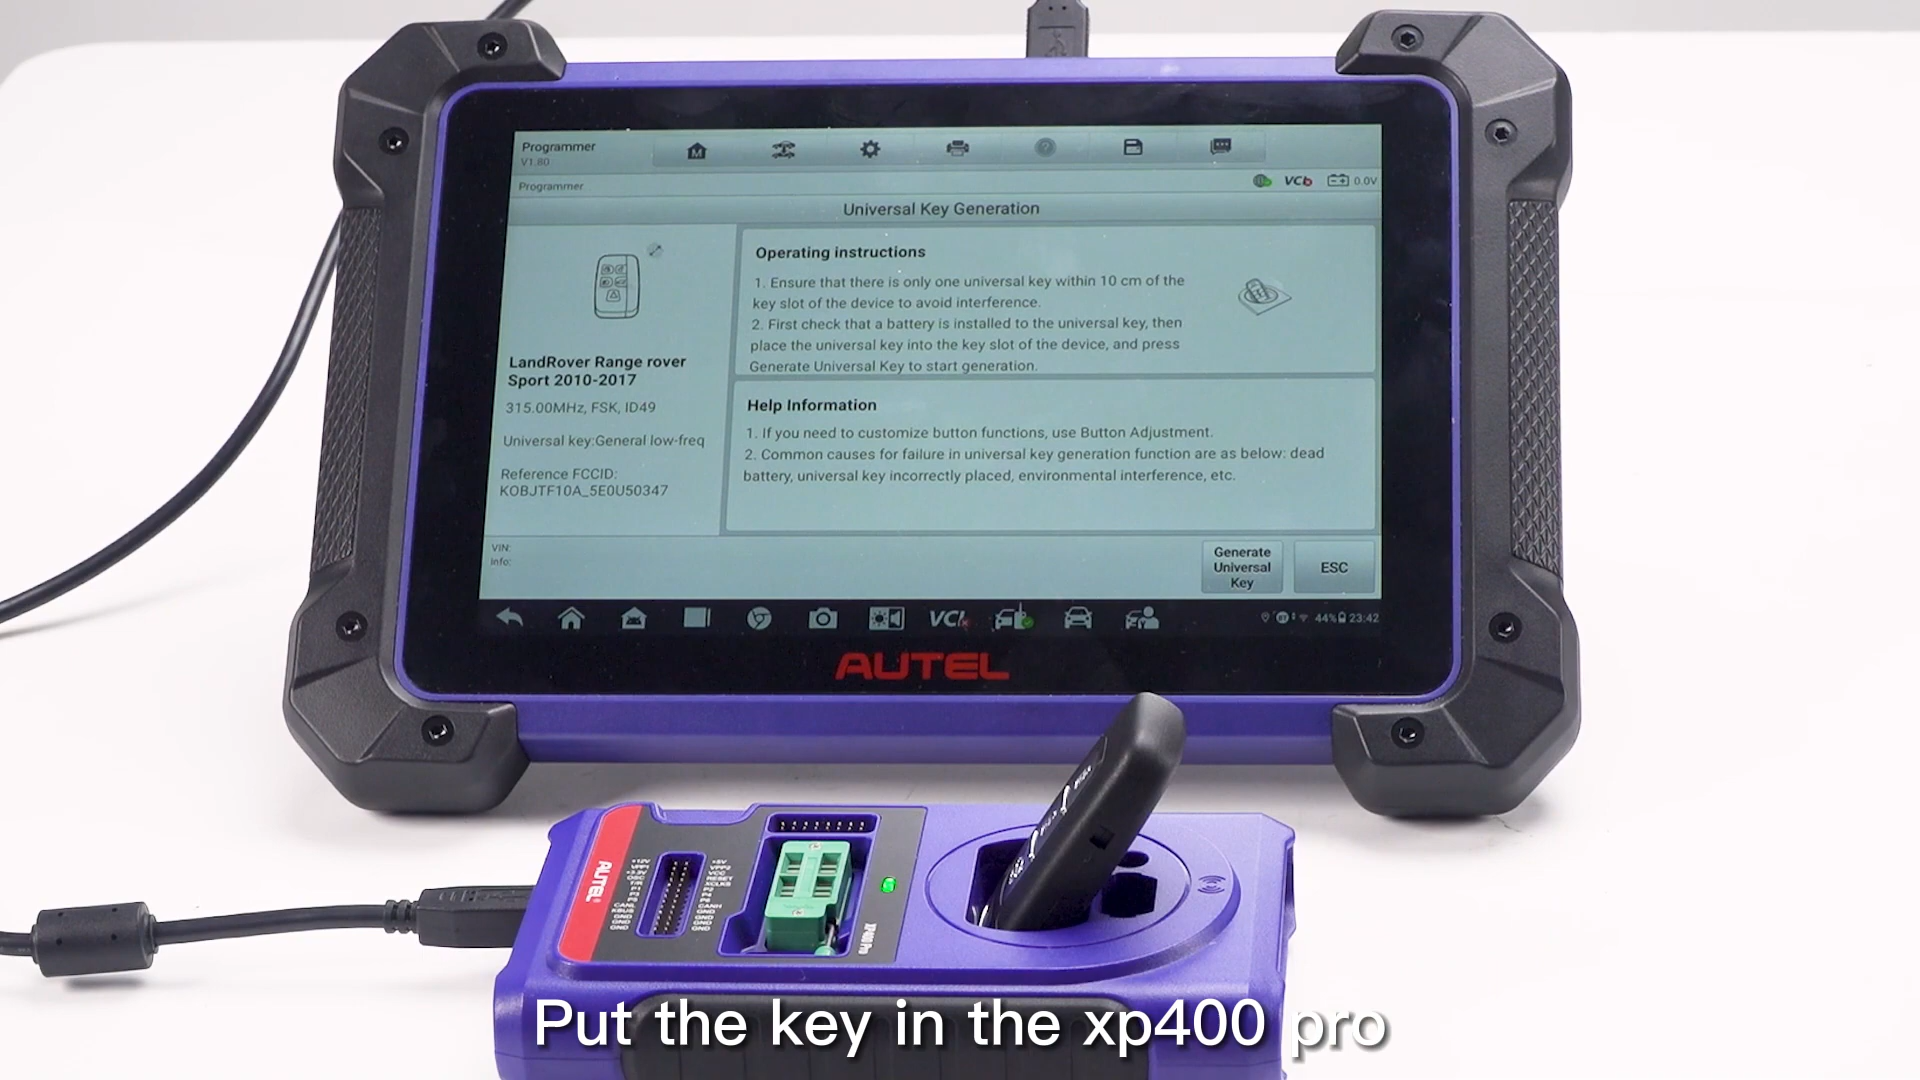 Programmer
V1.80
Programmer
VCI
0.0V
Universal Key Generation
LandRover Range rover
Sport 2010-2017
315.00MHz, FSK, ID49
Universal key:General low-freq
Reference FCCID:
KOBJTF10A_5E0U50347
Operating instructions
1. Ensure that there is only one universal key within 10 cm of the
key slot of the device to avoid interference.
2. First check that a battery is installed to the universal key, then
place the universal key into the key slot of the device, and press
Generate Universal Key to start generation.
Help Information
1. If you need to customize button functions, use Button Adjustment.
2. Common causes for failure in universal key generation function are as below: dead
battery, universal key incorrectly placed, environmental interference, etc.
VIN:
Info:
Generate
Universal
Key
ESC
VCI
44% 23:42
AUTEL
AUTEL
XP400 Pro
Put the key in the xp400 pro